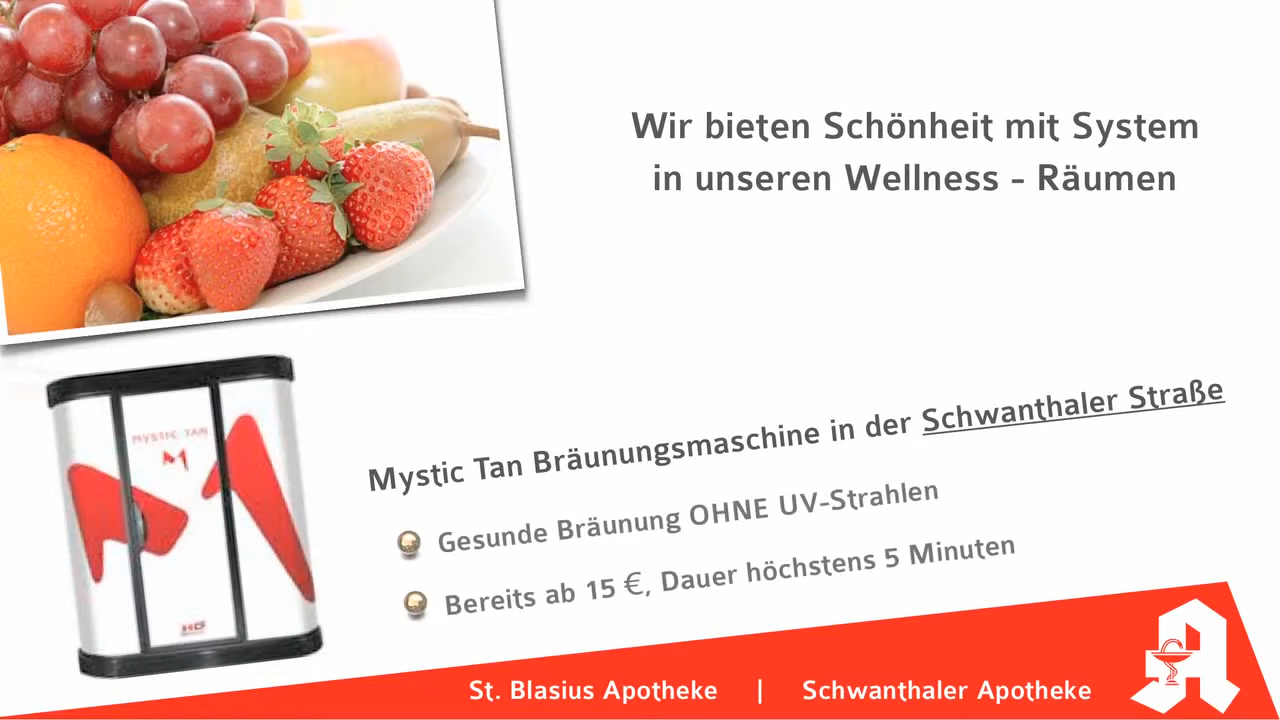 Wir bieten Schönheit mit System
in unseren Wellness - Räumen
MYSTIC TAN
Mystic Tan Bräunungsmaschine in der Schwanthaler Straße
Gesunde Bräunung OHNE UV-Strahlen
Bereits ab 15 €, Dauer höchstens 5 Minuten
St. Blasius Apotheke | Schwanthaler Apotheke